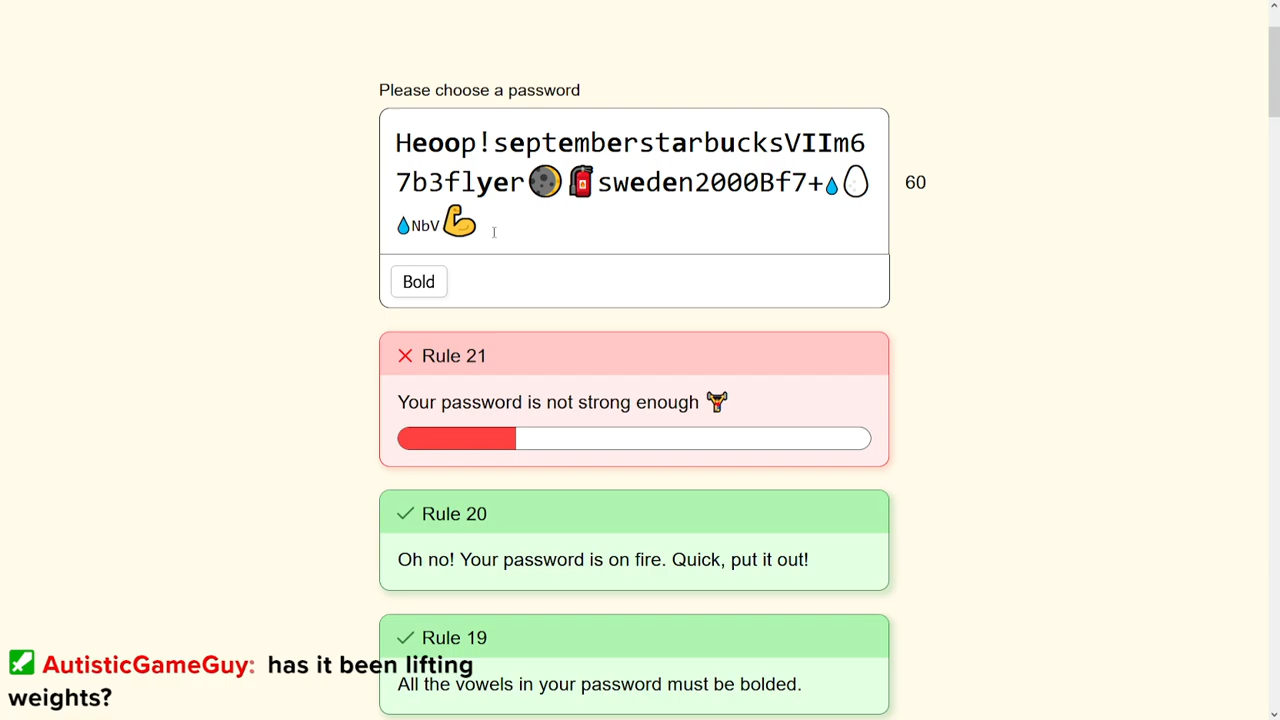 Please choose a password
Heoop!septemberstarbucksVIIm6
7b3flyer🌘🧯sweden2000Bf7+💧🥚
💧NbV💪
60
Bold
Rule 21
Your password is not strong enough 🏋️
Rule 20
Oh no! Your password is on fire. Quick, put it out!
Rule 19
All the vowels in your password must be bolded.
AutisticGameGuy: has it been lifting
weights?